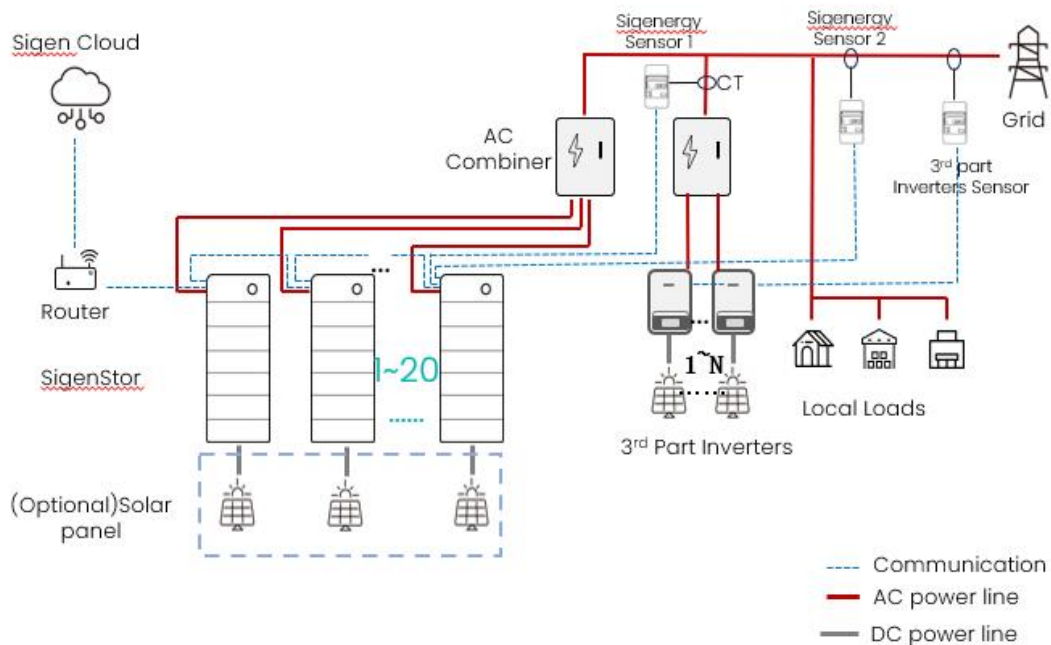 Sigen Cloud
Sigenergy
Sensor 1
Sigenergy
Sensor 2
CT
Grid
AC
Combiner
3rd part
Inverters Sensor
...
Router
SigenStor
1~20
......
...
1~N
......
Local Loads
3rd Part Inverters
(Optional)Solar
panel
Communication
AC power line
DC power line